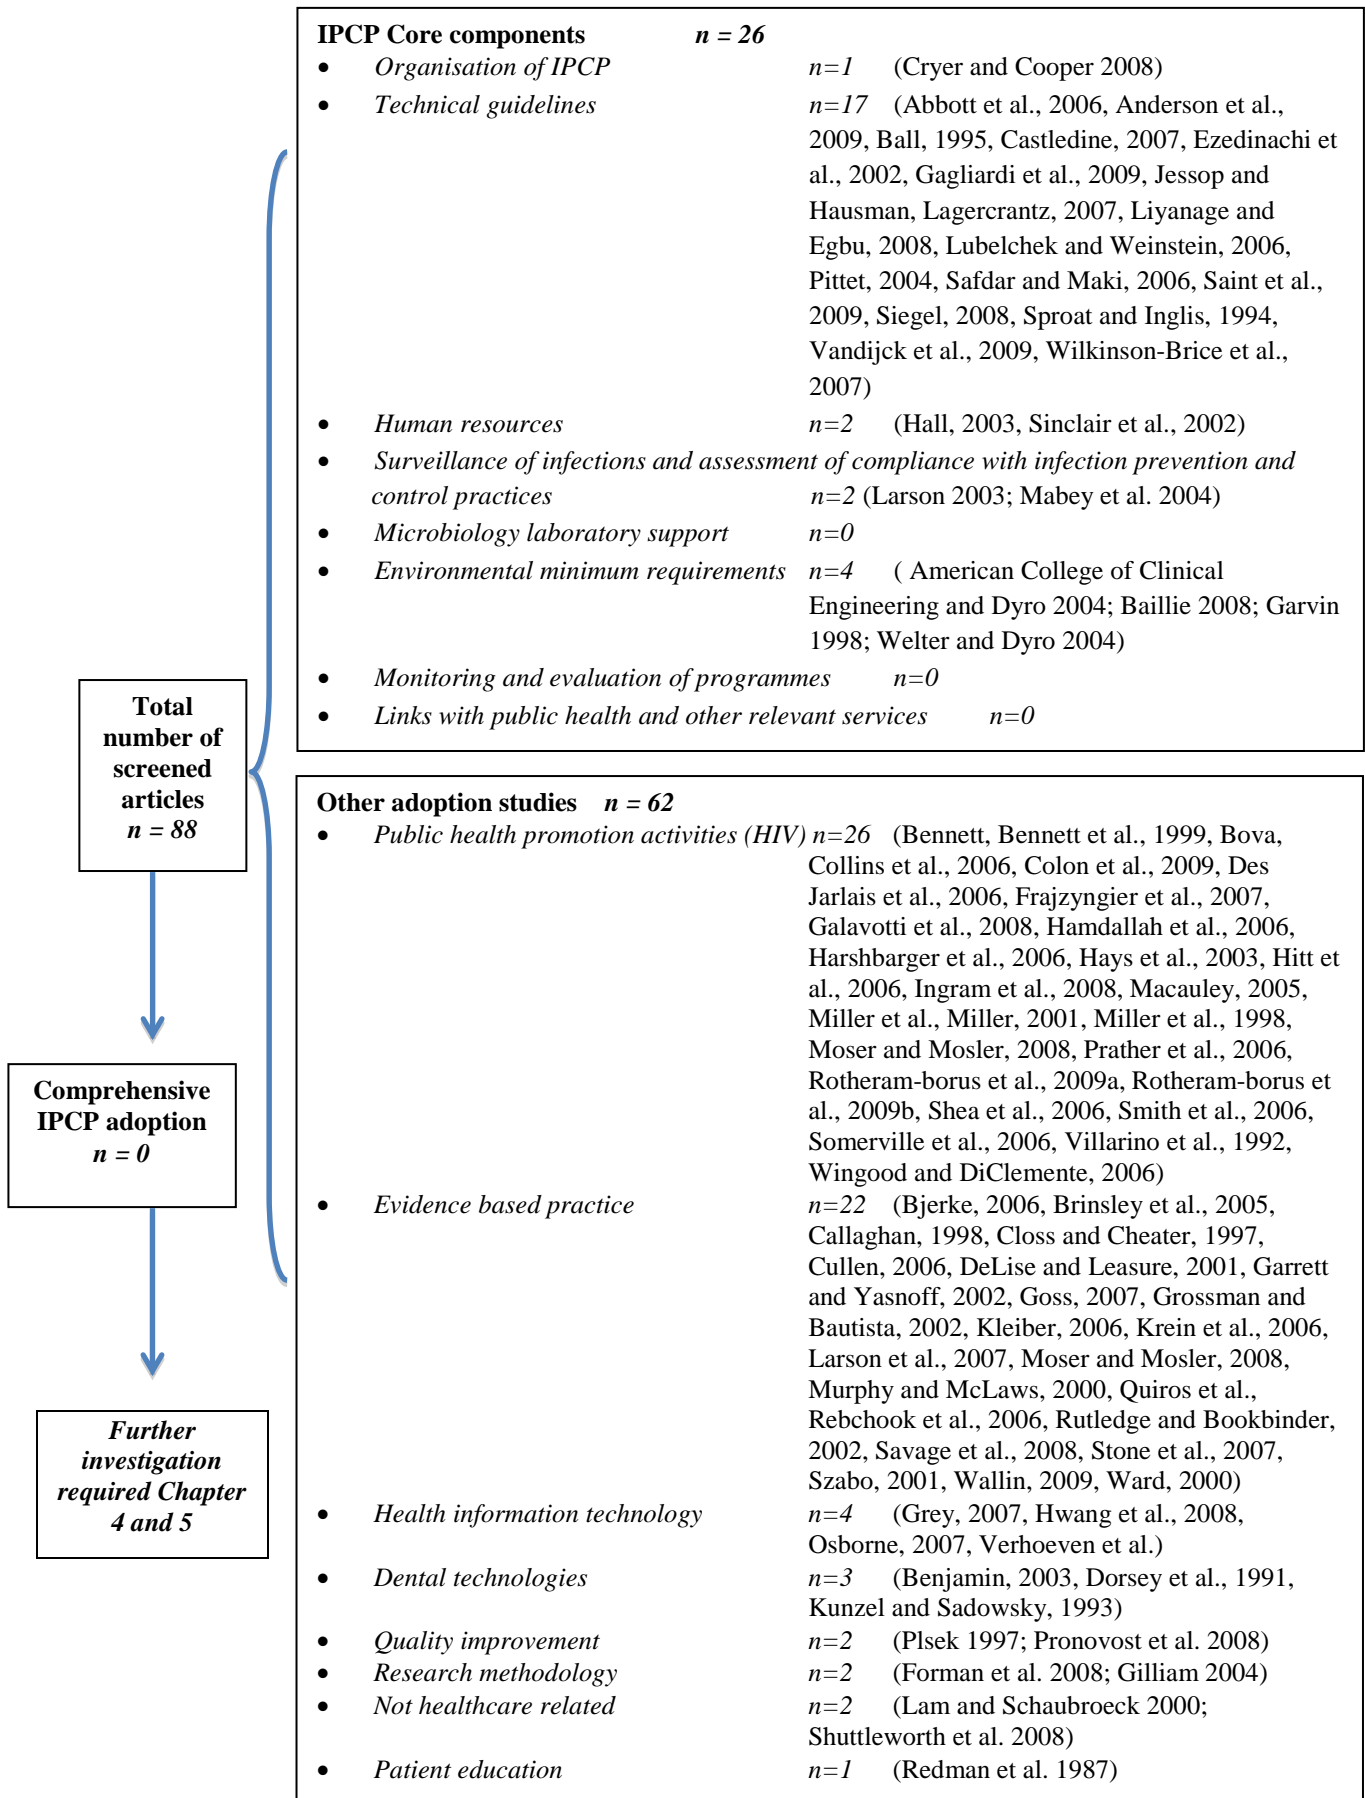 IPCP Core components n = 26
• Organisation of IPCP n=1 (Cryer and Cooper 2008)
• Technical guidelines n=17 (Abbott et al., 2006, Anderson et al.,
2009, Ball, 1995, Castledine, 2007, Ezedinachi et
al., 2002, Gagliardi et al., 2009, Jessop and
Hausman, Lagercrantz, 2007, Liyanage and
Egbu, 2008, Lubelchek and Weinstein, 2006,
Pittet, 2004, Safdar and Maki, 2006, Saint et al.,
2009, Siegel, 2008, Sproat and Inglis, 1994,
Vandijck et al., 2009, Wilkinson-Brice et al.,
2007)
• Human resources n=2 (Hall, 2003, Sinclair et al., 2002)
• Surveillance of infections and assessment of compliance with infection prevention and
control practices n=2 (Larson 2003; Mabey et al. 2004)
• Microbiology laboratory support n=0
• Environmental minimum requirements n=4 ( American College of Clinical
Engineering and Dyro 2004; Baillie 2008; Garvin
1998; Welter and Dyro 2004)
• Monitoring and evaluation of programmes n=0
• Links with public health and other relevant services n=0
Total
number of
screened
articles
n = 88
Comprehensive
IPCP adoption
n = 0
Further
investigation
required Chapter
4 and 5
Other adoption studies n = 62
• Public health promotion activities (HIV) n=26 (Bennett, Bennett et al., 1999, Bova,
Collins et al., 2006, Colon et al., 2009, Des
Jarlais et al., 2006, Frajzyngier et al., 2007,
Galavotti et al., 2008, Hamdallah et al., 2006,
Harshbarger et al., 2006, Hays et al., 2003, Hitt et
al., 2006, Ingram et al., 2008, Macauley, 2005,
Miller et al., Miller, 2001, Miller et al., 1998,
Moser and Mosler, 2008, Prather et al., 2006,
Rotheram-borus et al., 2009a, Rotheram-borus et
al., 2009b, Shea et al., 2006, Smith et al., 2006,
Somerville et al., 2006, Villarino et al., 1992,
Wingood and DiClemente, 2006)
• Evidence based practice n=22 (Bjerke, 2006, Brinsley et al., 2005,
Callaghan, 1998, Closs and Cheater, 1997,
Cullen, 2006, DeLise and Leasure, 2001, Garrett
and Yasnoff, 2002, Goss, 2007, Grossman and
Bautista, 2002, Kleiber, 2006, Krein et al., 2006,
Larson et al., 2007, Moser and Mosler, 2008,
Murphy and McLaws, 2000, Quiros et al.,
Rebchook et al., 2006, Rutledge and Bookbinder,
2002, Savage et al., 2008, Stone et al., 2007,
Szabo, 2001, Wallin, 2009, Ward, 2000)
• Health information technology n=4 (Grey, 2007, Hwang et al., 2008,
Osborne, 2007, Verhoeven et al.)
• Dental technologies n=3 (Benjamin, 2003, Dorsey et al., 1991,
Kunzel and Sadowsky, 1993)
• Quality improvement n=2 (Plsek 1997; Pronovost et al. 2008)
• Research methodology n=2 (Forman et al. 2008; Gilliam 2004)
• Not healthcare related n=2 (Lam and Schaubroeck 2000;
Shuttleworth et al. 2008)
• Patient education n=1 (Redman et al. 1987)